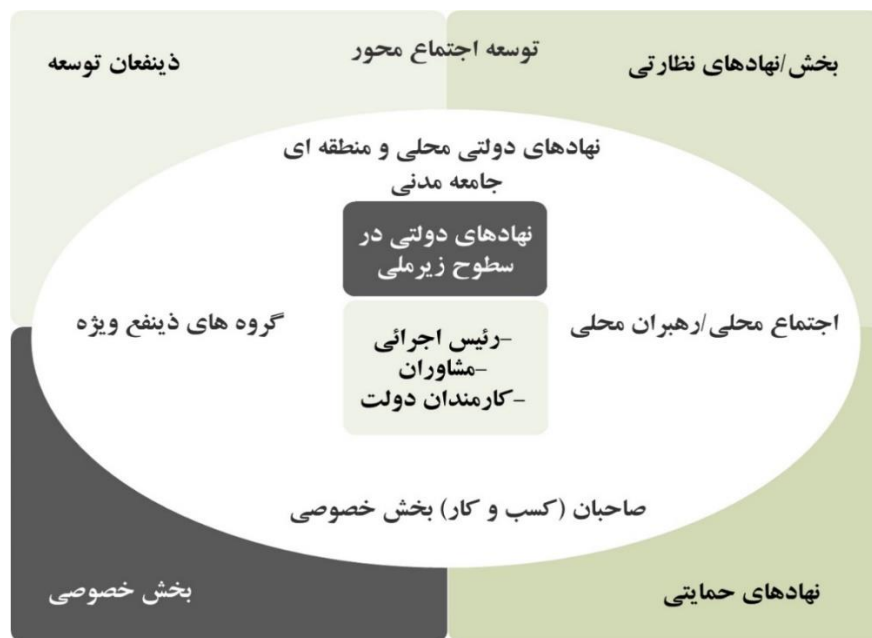 توسعه اجتماع محور
بخش/نهادهای نظارتی
ذینفعان توسعه
نهادهای دولتی محلی و منطقه ای
جامعه مدنی
نهادهای دولتی در
سطوح زیرملی
اجتماع محلی/رهبران محلی
گروه های ذینفع ویژه
-رئیس اجرائی
-مشاوران
-کارمندان دولت
صاحبان (کسب و کار) بخش خصوصی
نهادهای حمایتی
بخش خصوصی